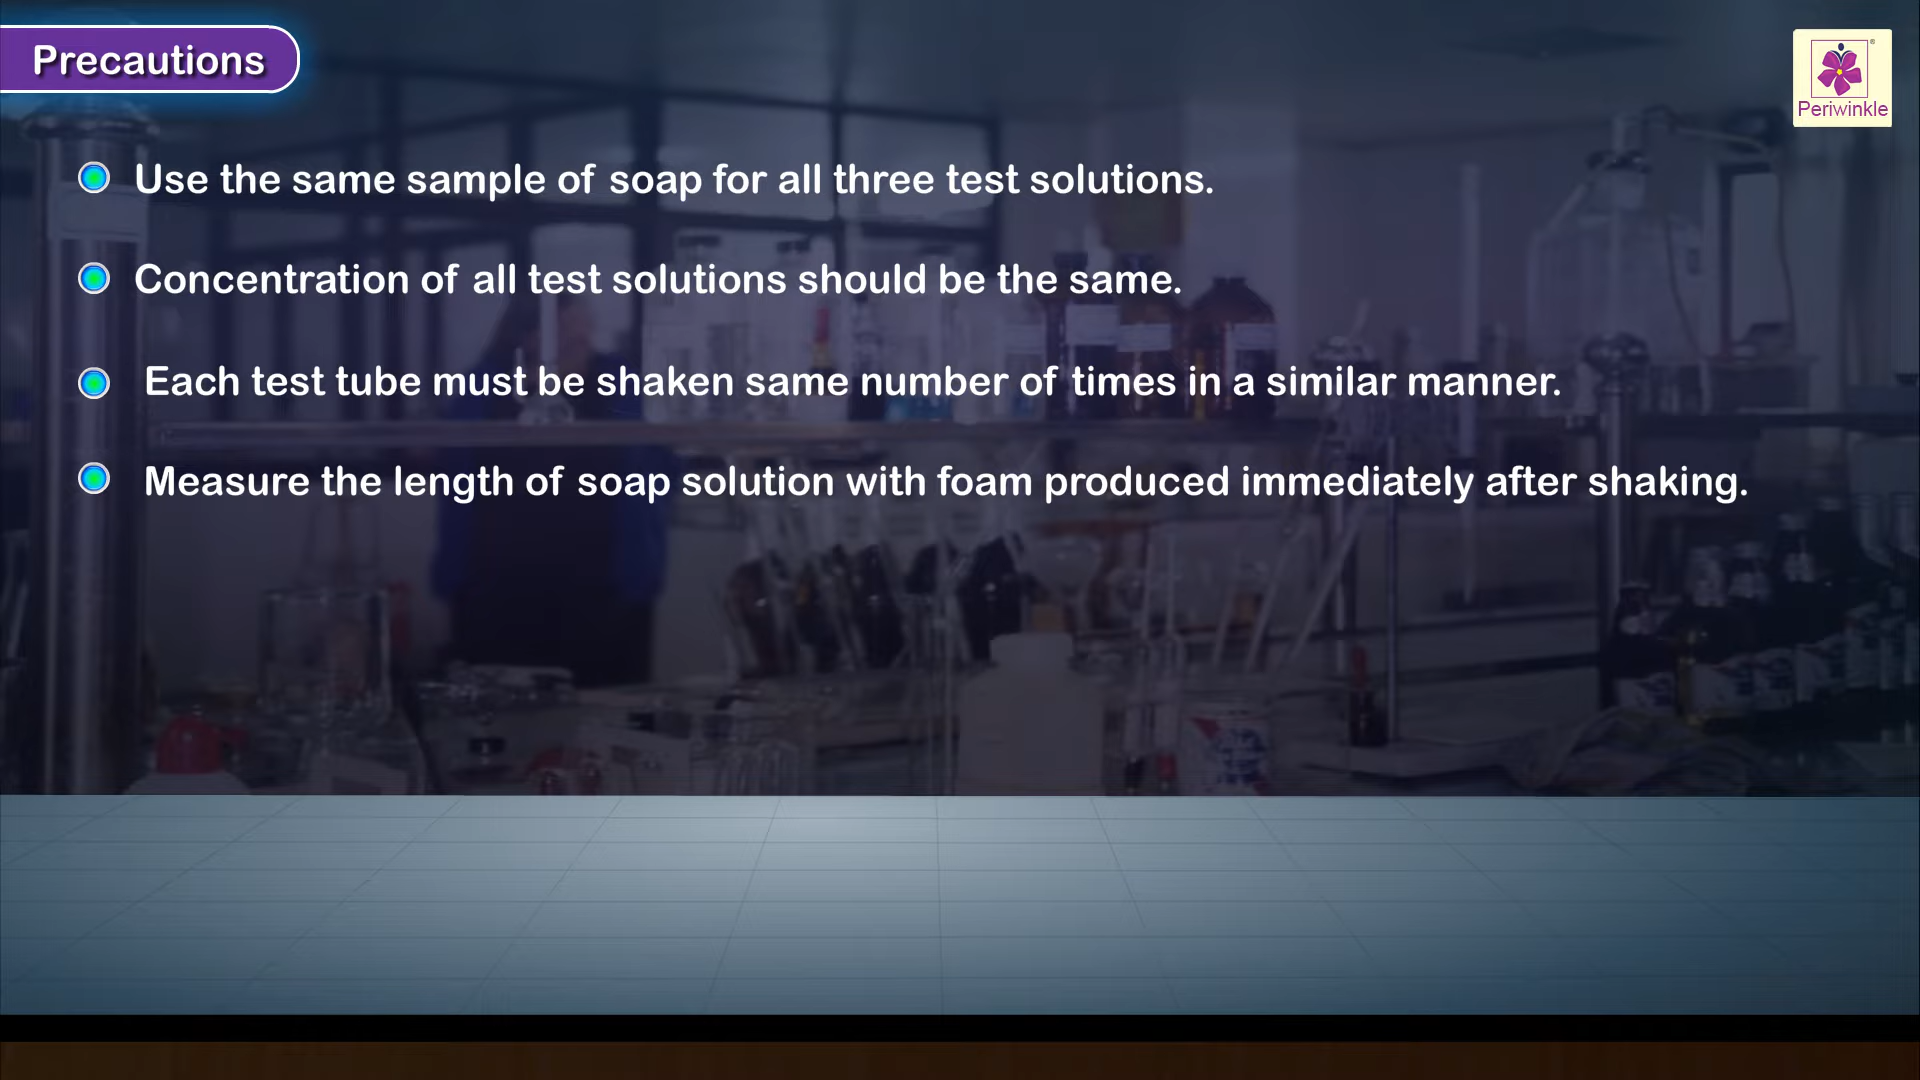 Precautions
Periwinkle
Use the same sample of soap for all three test solutions.
Concentration of all test solutions should be the same.
Each test tube must be shaken same number of times in a similar manner.
Measure the length of soap solution with foam produced immediately after shaking.